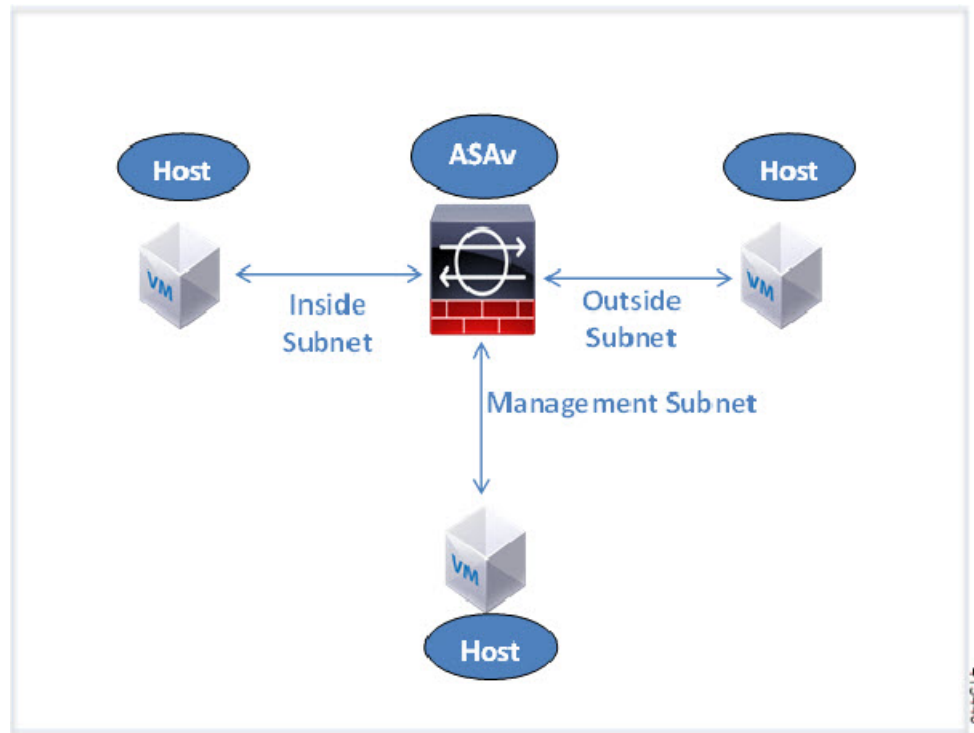 Host
ASAv
Host
VM
VM
Inside
Subnet
Outside
Subnet
Management Subnet
VM
Host